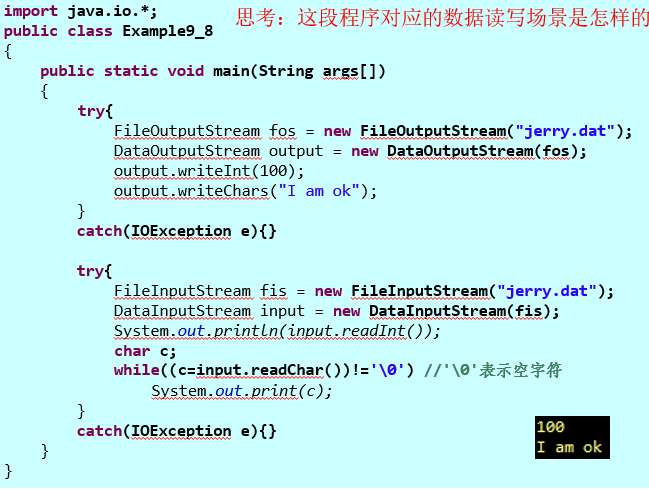 import java.io.*;
思考：这段程序对应的数据读写场景是怎样的
public class Example9_8
{
    public static void main(String args[])
    {
        try{
            FileOutputStream fos = new FileOutputStream("jerry.dat");
            DataOutputStream output = new DataOutputStream(fos);
            output.writeInt(100);
            output.writeChars("I am ok");
        }
        catch(IOException e){}

        try{
            FileInputStream fis = new FileInputStream("jerry.dat");
            DataInputStream input = new DataInputStream(fis);
            System.out.println(input.readInt());
            char c;
            while((c=input.readChar())!='\0') //'\0'表示空字符
                System.out.print(c);
        }
        catch(IOException e){}
    }
}
100
I am ok